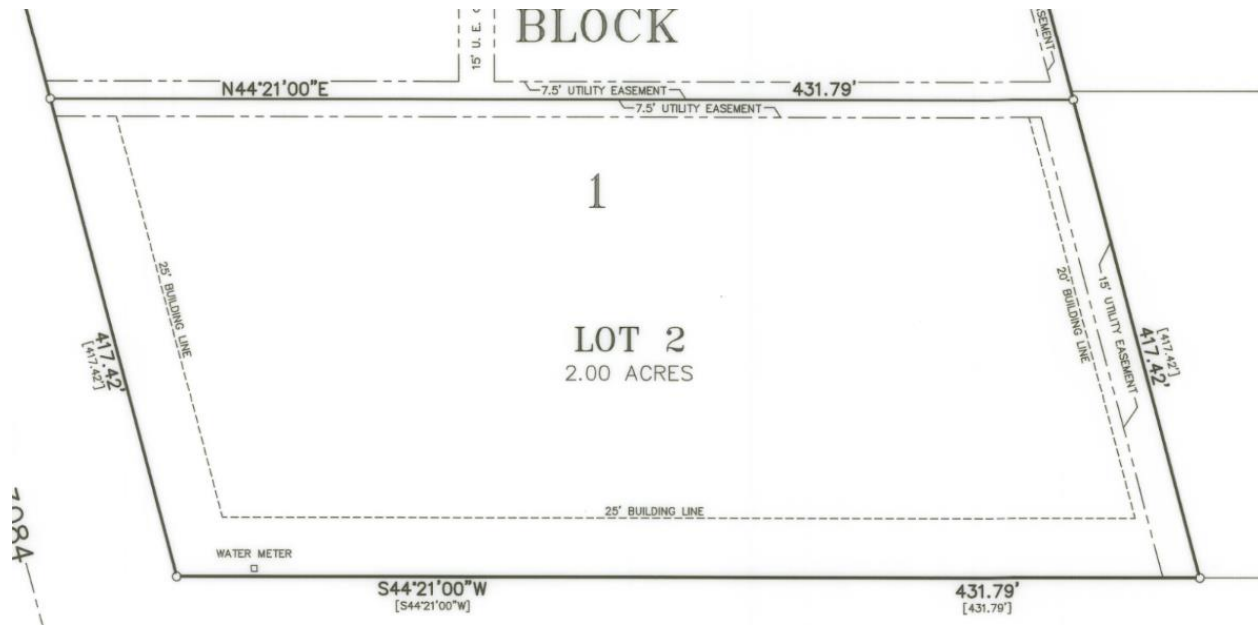 BLOCK
15' U. E.
SEMENT
N44°21'00"E
7.5' UTILITY EASEMENT
431.79'
7.5' UTILITY EASEMENT
1
25' BUILDING LINE
20' BUILDING LINE
15' UTILITY EASEMENT
LOT 2
2.00 ACRES
417.42'
[417.42']
[417.42']
417.42'
25' BUILDING LINE
WATER METER
S44°21'00"W
[S44°21'00"W]
431.79'
[431.79']